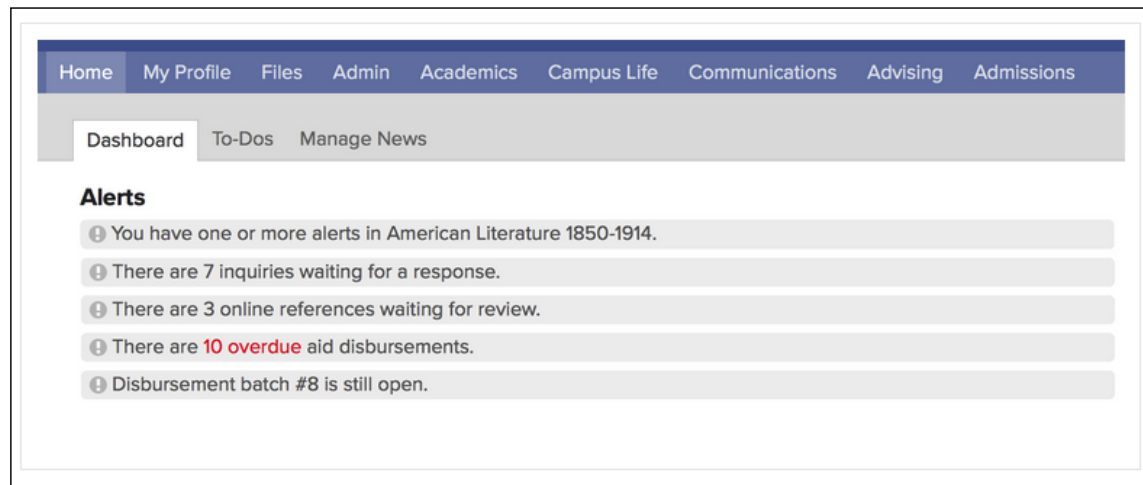 Home My Profile Files Admin Academics Campus Life Communications Advising Admissions
Dashboard To-Dos Manage News
Alerts
You have one or more alerts in American Literature 1850-1914.
There are 7 inquiries waiting for a response.
There are 3 online references waiting for review.
There are 10 overdue aid disbursements.
Disbursement batch #8 is still open.